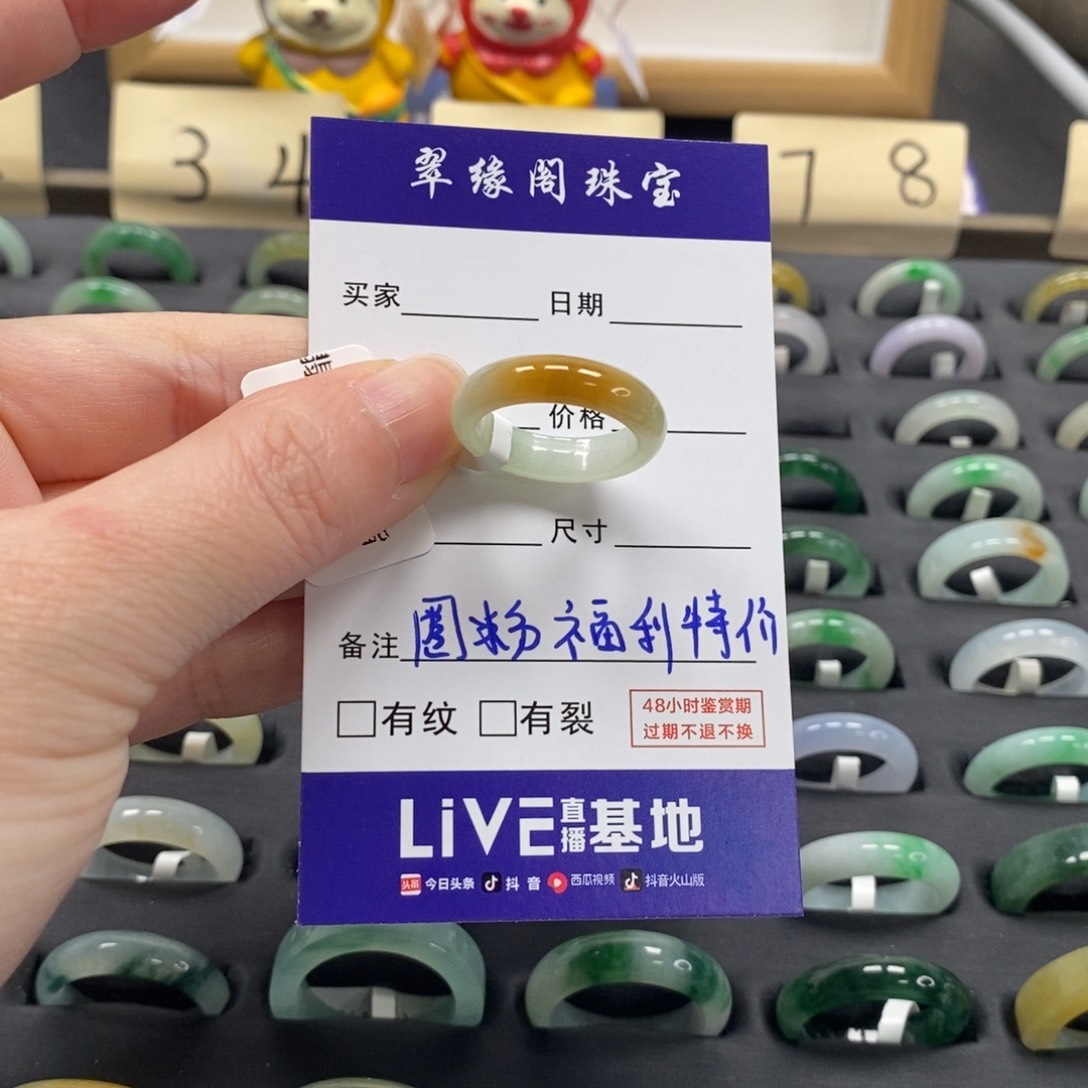 3 4
7 8
翠缘阁珠宝
买家 日期
价格
尺寸
备注 圈粉福利特价
有纹 有裂
48小时鉴赏期
过期不退不换
LiVE直播基地
今日头条 抖音 西瓜视频 抖音火山版